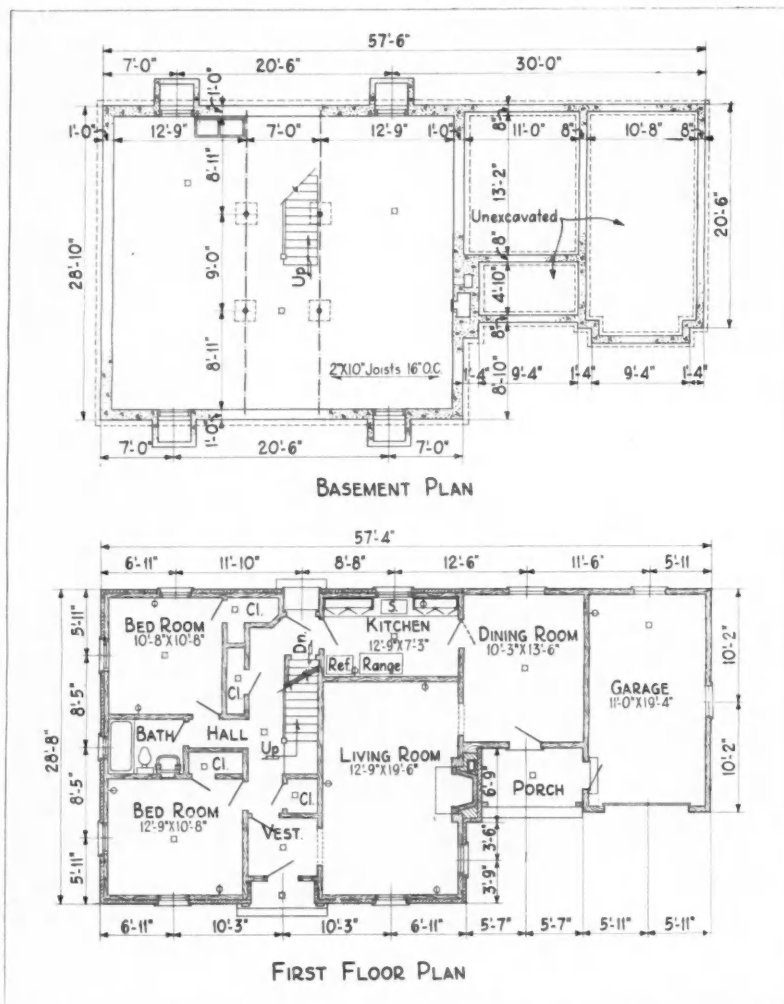 57'-6"
7'-0" 20'-6" 30'-0"
1'-0"
1'-0" 12'-9" 7'-0" 12'-9" 1'-0" 11'-0" 8" 10'-8" 8"
8"
8'-11"
13'-2"
Unexcavated
20'-6"
28'-10"
9'-0"
Up
8"
4'-10"
8"
8'-11"
2"X10" Joists 16" O.C.
8'-10"
1'-4" 9'-4" 1'-4" 9'-4" 1'-4"
1'-0"
7'-0" 20'-6" 7'-0"
BASEMENT PLAN
57'-4"
6'-11" 11'-10" 8'-8" 12'-6" 11'-6" 5'-11"
5'-11"
BED ROOM
10'-8"X10'-8"
Cl.
Dn.
S.
KITCHEN
12'-9"X7'-3"
DINING ROOM
10'-3"X13'-6"
10'-2"
Cl.
Ref. Range
GARAGE
11'-0"X19'-4"
8'-5"
BATH
HALL
Up
28'-8"
LIVING ROOM
12'-9"X19'-6"
10'-2"
Cl.
8'-5"
BED ROOM
12'-9"X10'-8"
Cl.
6'-9"
PORCH
VEST.
3'-6"
5'-11"
3'-9"
6'-11" 10'-3" 10'-3" 6'-11" 5'-7" 5'-7" 5'-11" 5'-11"
FIRST FLOOR PLAN